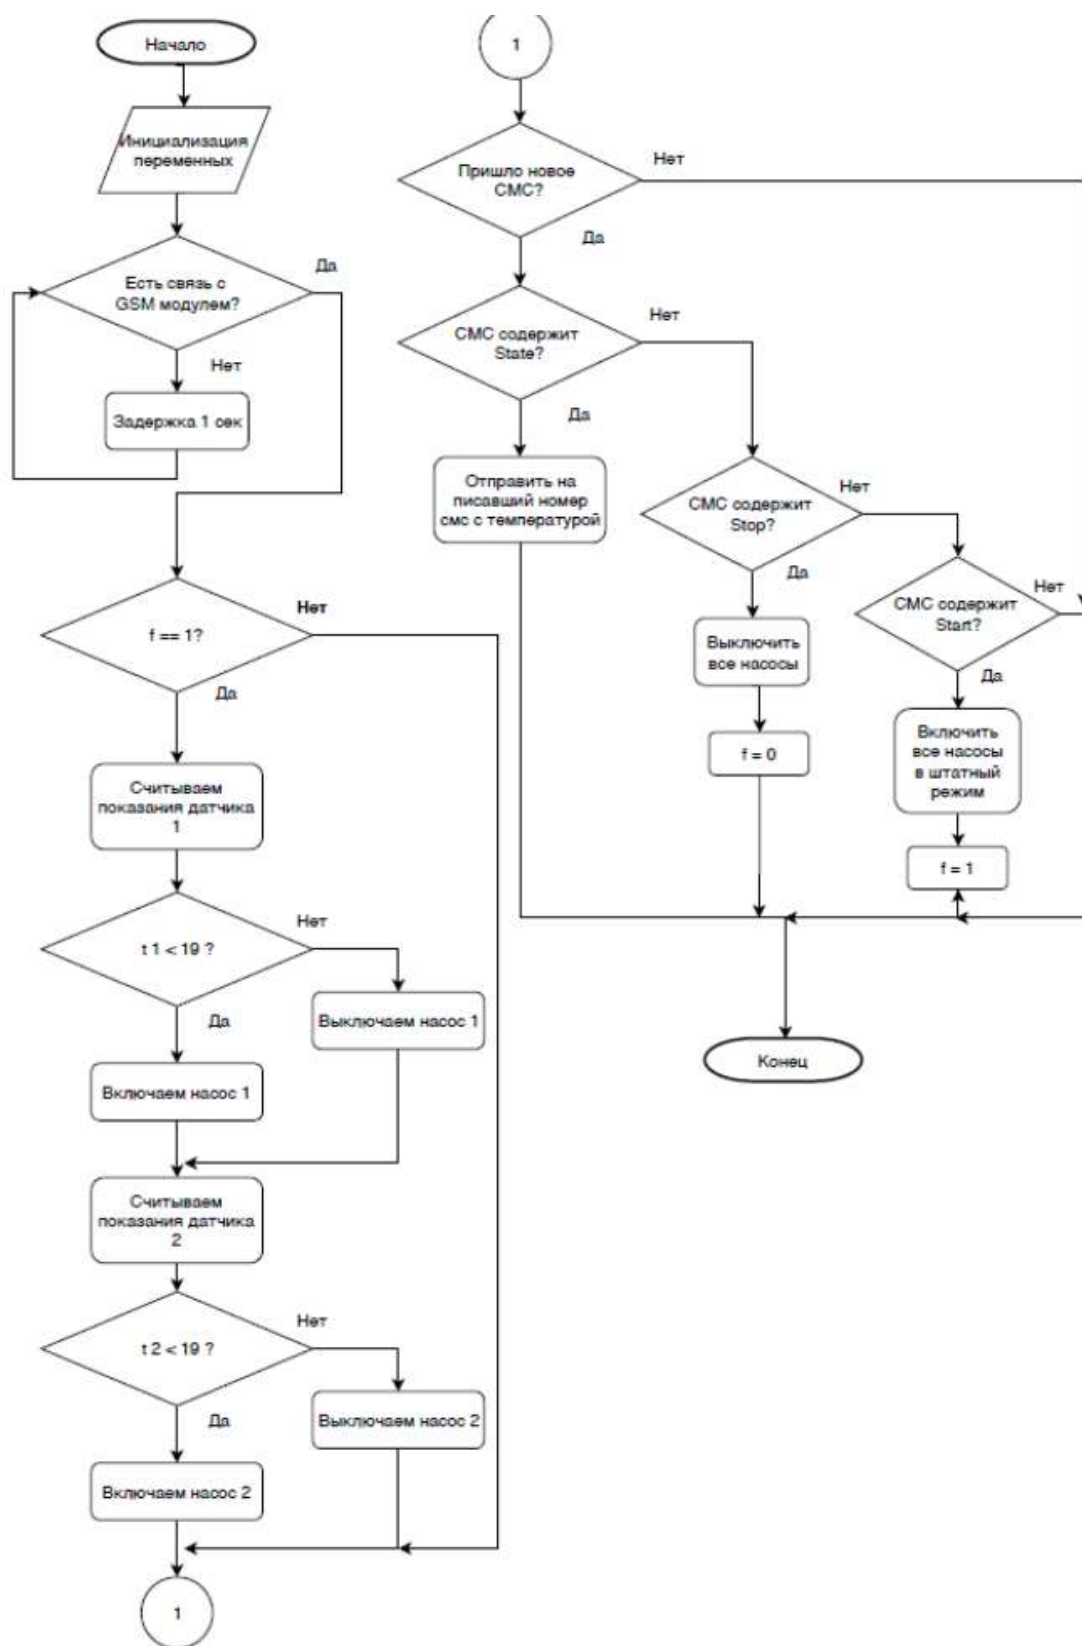 Начало
Инициализация
переменных
Есть связь с
GSM модулем?
Да
Нет
Задержка 1 сек
f == 1?
Нет
Да
Считываем
показания датчика
1
t 1 < 19 ?
Нет
Да
Выключаем насос 1
Включаем насос 1
Считываем
показания датчика
2
t 2 < 19 ?
Нет
Да
Выключаем насос 2
Включаем насос 2
1
1
Пришло новое
СМС?
Нет
Да
СМС содержит
State?
Нет
Да
Отправить на
писавший номер
смс с температурой
СМС содержит
Stop?
Нет
Да
Выключить
все насосы
f = 0
СМС содержит
Start?
Нет
Да
Включить
все насосы
в штатный
режим
f = 1
Конец